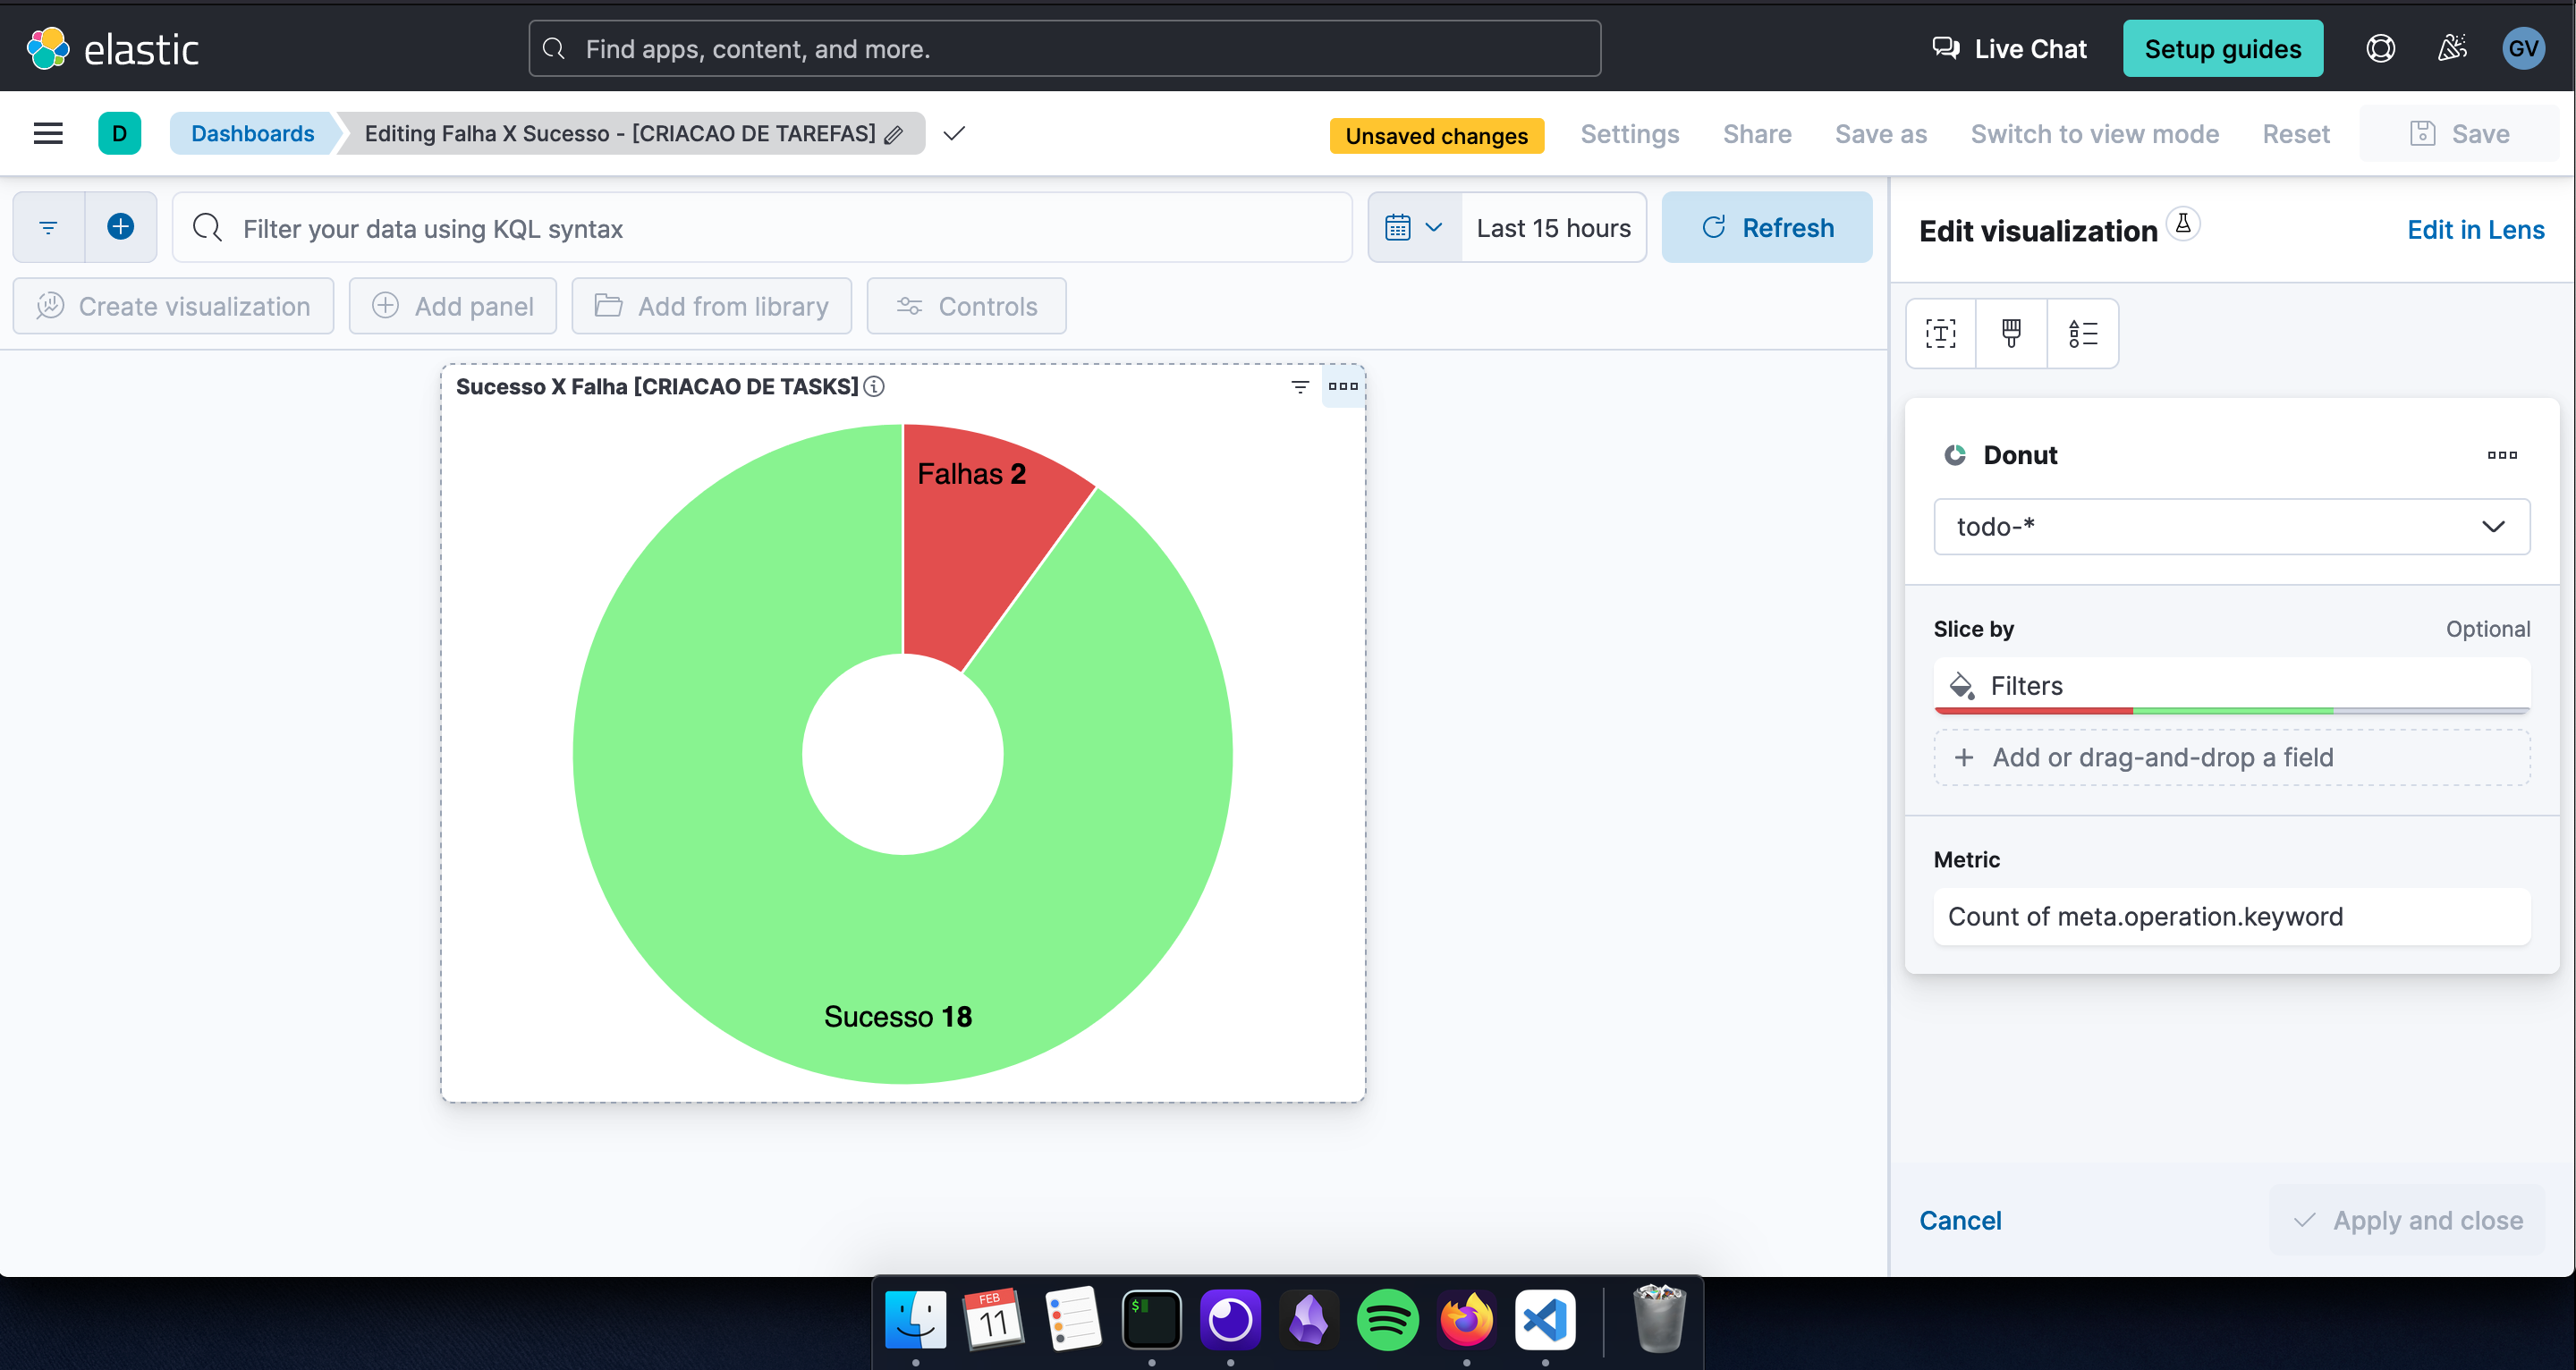 elastic
Find apps, content, and more.
Live Chat
Setup guides
GV
D
Dashboards
Editing Falha X Sucesso - [CRIACAO DE TAREFAS]
Unsaved changes
Settings
Share
Save as
Switch to view mode
Reset
Save
Filter your data using KQL syntax
Last 15 hours
Refresh
Create visualization
Add panel
Add from library
Controls
Sucesso X Falha [CRIACAO DE TASKS]
Falhas 2
Sucesso 18
Edit visualization
Edit in Lens
Donut
todo-*
Slice by
Optional
Filters
Add or drag-and-drop a field
Metric
Count of meta.operation.keyword
Cancel
Apply and close
FEB
11
$